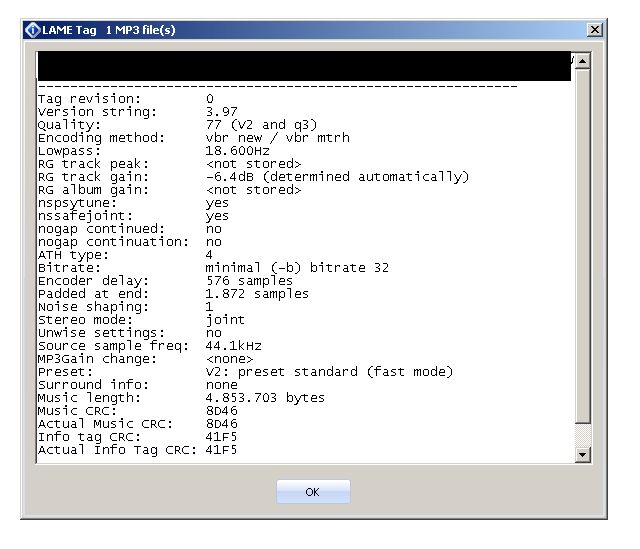 LAME Tag 1 MP3 file(s)
----------------------------------------------------------------
Tag revision: 0
Version string: 3.97
Quality: 77 (V2 and q3)
Encoding method: vbr new / vbr mtrh
Lowpass: 18.600Hz
RG track peak: <not stored>
RG track gain: -6.4dB (determined automatically)
RG album gain: <not stored>
nspsytune: yes
nssafejoint: yes
nogap continued: no
nogap continuation: no
ATH type: 4
Bitrate: minimal (-b) bitrate 32
Encoder delay: 576 samples
Padded at end: 1.872 samples
Noise shaping: 1
Stereo mode: joint
Unwise settings: no
Source sample freq: 44.1kHz
MP3Gain change: <none>
Preset: V2: preset standard (fast mode)
Surround info: none
Music length: 4.853.703 bytes
Music CRC: 8D46
Actual Music CRC: 8D46
Info tag CRC: 41F5
Actual Info Tag CRC: 41F5
OK